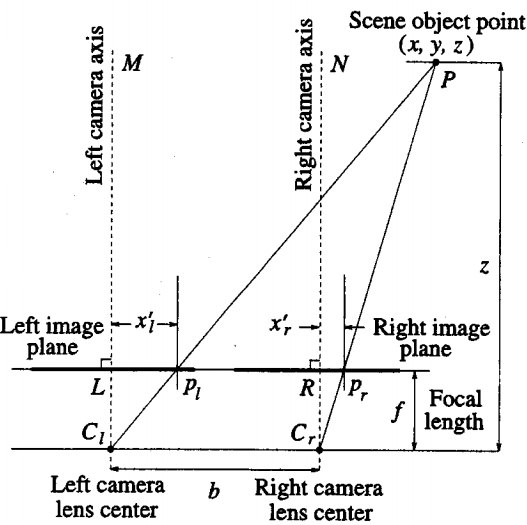 Scene object point
(x, y, z)
Left camera axis
M
Right camera axis
N
P
z
x'l
x'r
Left image
plane
Right image
plane
L
pl
R
pr
f
Focal
length
Cl
Cr
b
Left camera
lens center
Right camera
lens center